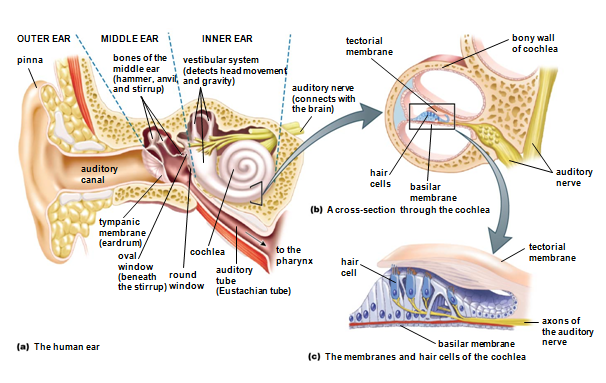 OUTER EAR
MIDDLE EAR
INNER EAR
pinna
bones of the
middle ear
(hammer, anvil,
and stirrup)
vestibular system
(detects head movement
and gravity)
auditory nerve
(connects with
the brain)
auditory
canal
tympanic
membrane
(eardrum)
oval
window
(beneath
the stirrup)
round
window
cochlea
auditory
tube
(Eustachian tube)
to the
pharynx
(a) The human ear
tectorial
membrane
bony wall
of cochlea
hair
cells
basilar
membrane
auditory
nerve
(b) A cross-section through the cochlea
hair
cell
tectorial
membrane
basilar membrane
axons of
the auditory
nerve
(c) The membranes and hair cells of the cochlea